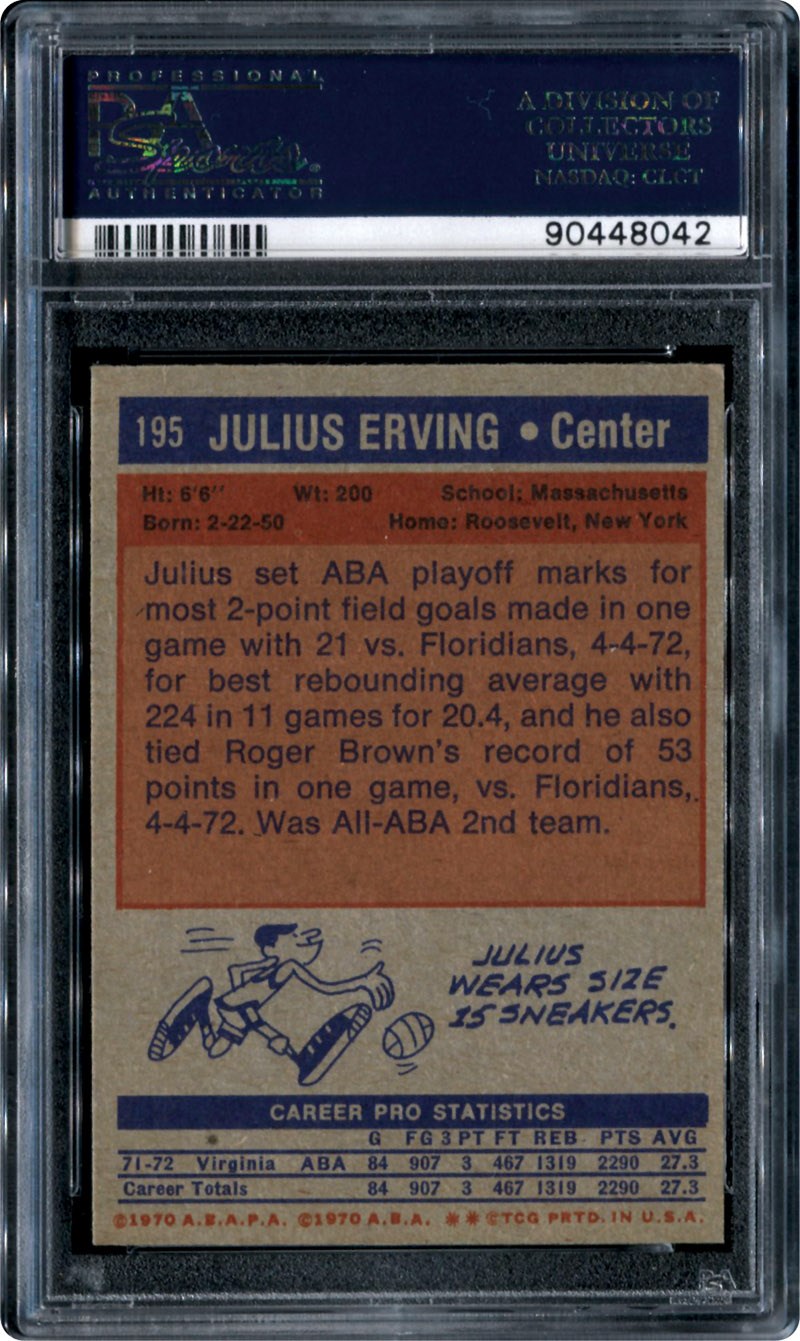 PROFESSIONAL
PSA
Sports
AUTHENTICATOR
A DIVISION OF
COLLECTORS
UNIVERSE
NASDAQ: CLCT
90448042
195 JULIUS ERVING • Center
Ht: 6'6" Wt: 200 School: Massachusetts
Born: 2-22-50 Home: Roosevelt, New York
Julius set ABA playoff marks for
most 2-point field goals made in one
game with 21 vs. Floridians, 4-4-72,
for best rebounding average with
224 in 11 games for 20.4, and he also
tied Roger Brown's record of 53
points in one game, vs. Floridians,
4-4-72. Was All-ABA 2nd team.
JULIUS
WEARS SIZE
15 SNEAKERS.
CAREER PRO STATISTICS
G FG 3 PT FT REB PTS AVG
71-72 Virginia ABA 84 907 3 467 1319 2290 27.3
Career Totals 84 907 3 467 1319 2290 27.3
©1970 A.B.A.P.A. ©1970 A.B.A. ** ©TCG PRTD. IN U.S.A.
PSA